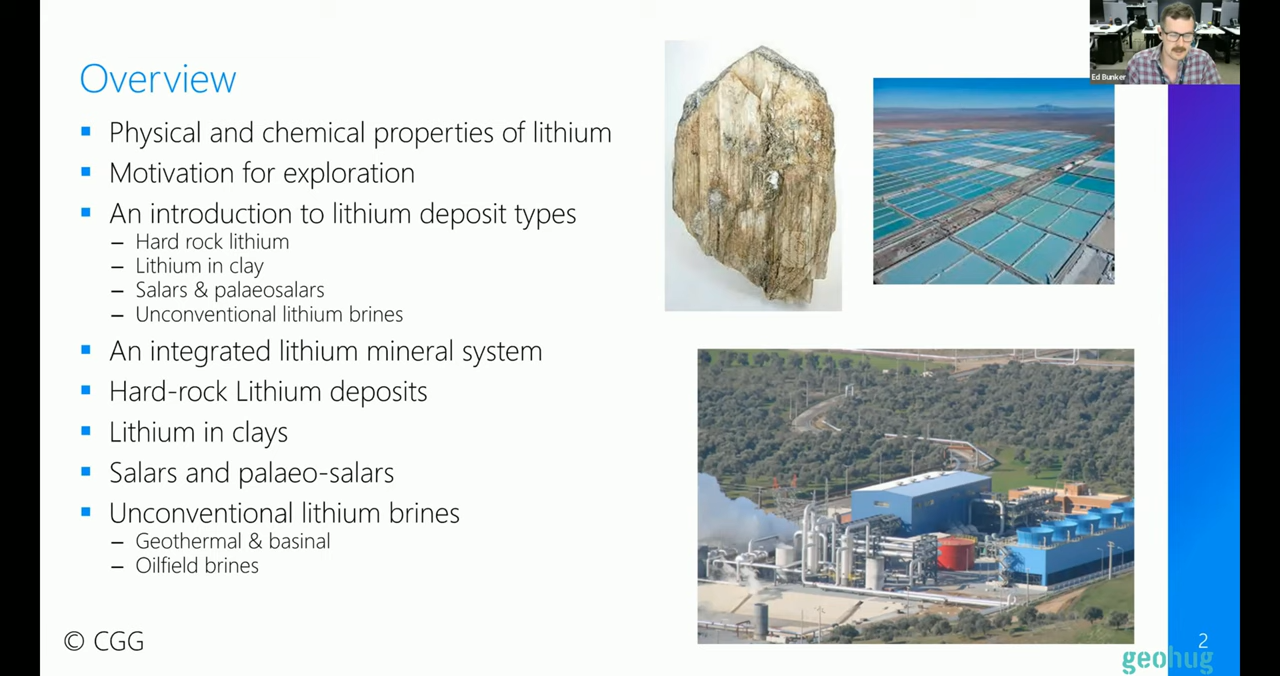 Overview
Physical and chemical properties of lithium
Motivation for exploration
An introduction to lithium deposit types
– Hard rock lithium
– Lithium in clay
– Salars & palaeosalars
– Unconventional lithium brines
An integrated lithium mineral system
Hard-rock Lithium deposits
Lithium in clays
Salars and palaeo-salars
Unconventional lithium brines
– Geothermal & basinal
– Oilfield brines
© CGG
Ed Bunker
2
geohug